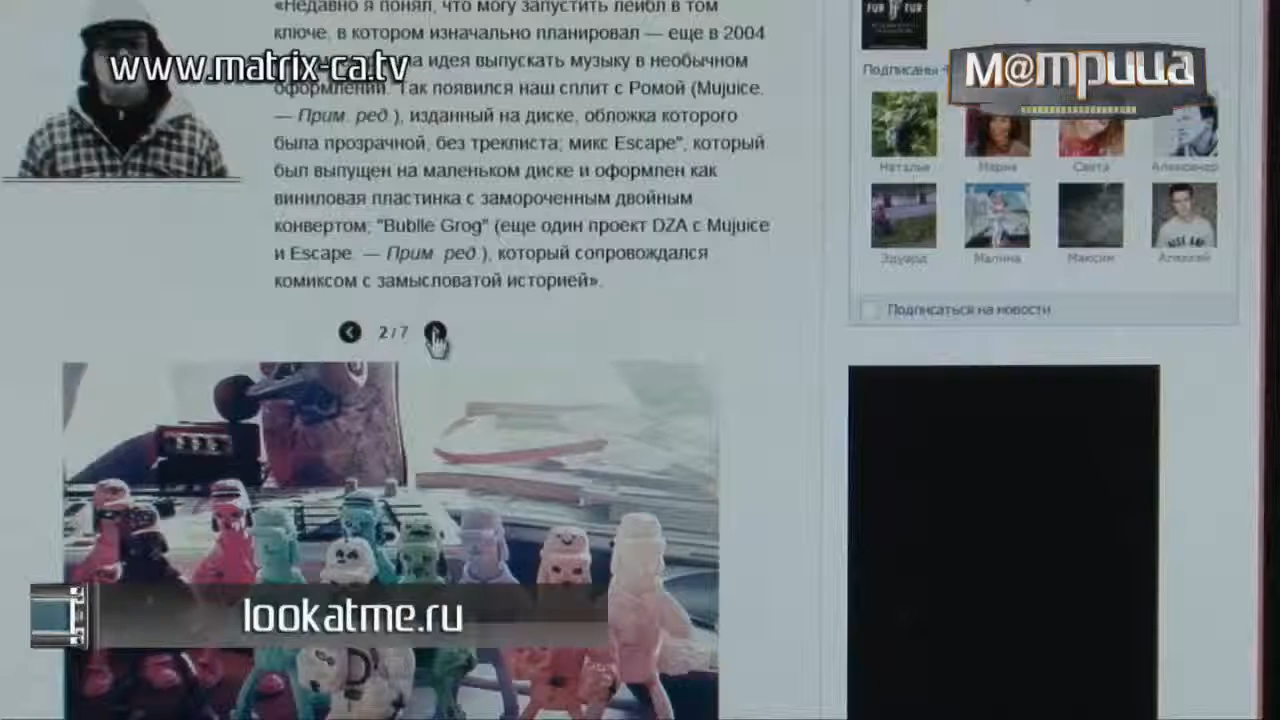 «Недавно я понял, что могу запустить лейбл в том
ключе, в котором изначально планировал — еще в 2004
а идея выпускать музыку в необычном
оформлении. Так появился наш сплит с Ромой (Mujuice.
— Прим. ред.), изданный на диске, обложка которого
была прозрачной, без треклиста; микс Escape", который
был выпущен на маленьком диске и оформлен как
виниловая пластинка с замороченным двойным
конвертом; "Bublle Grog" (еще один проект DZA с Mujuice
и Escape. — Прим. ред.), который сопровождался
комиксом с замысловатой историей».
2 / 7
www.matrix-ca.tv
FUR FUR
Подписаны
М@трица
Наталья Мария Света Александр
Эдуард Малина Максим Алексей
Подписаться на новости
lookatme.ru